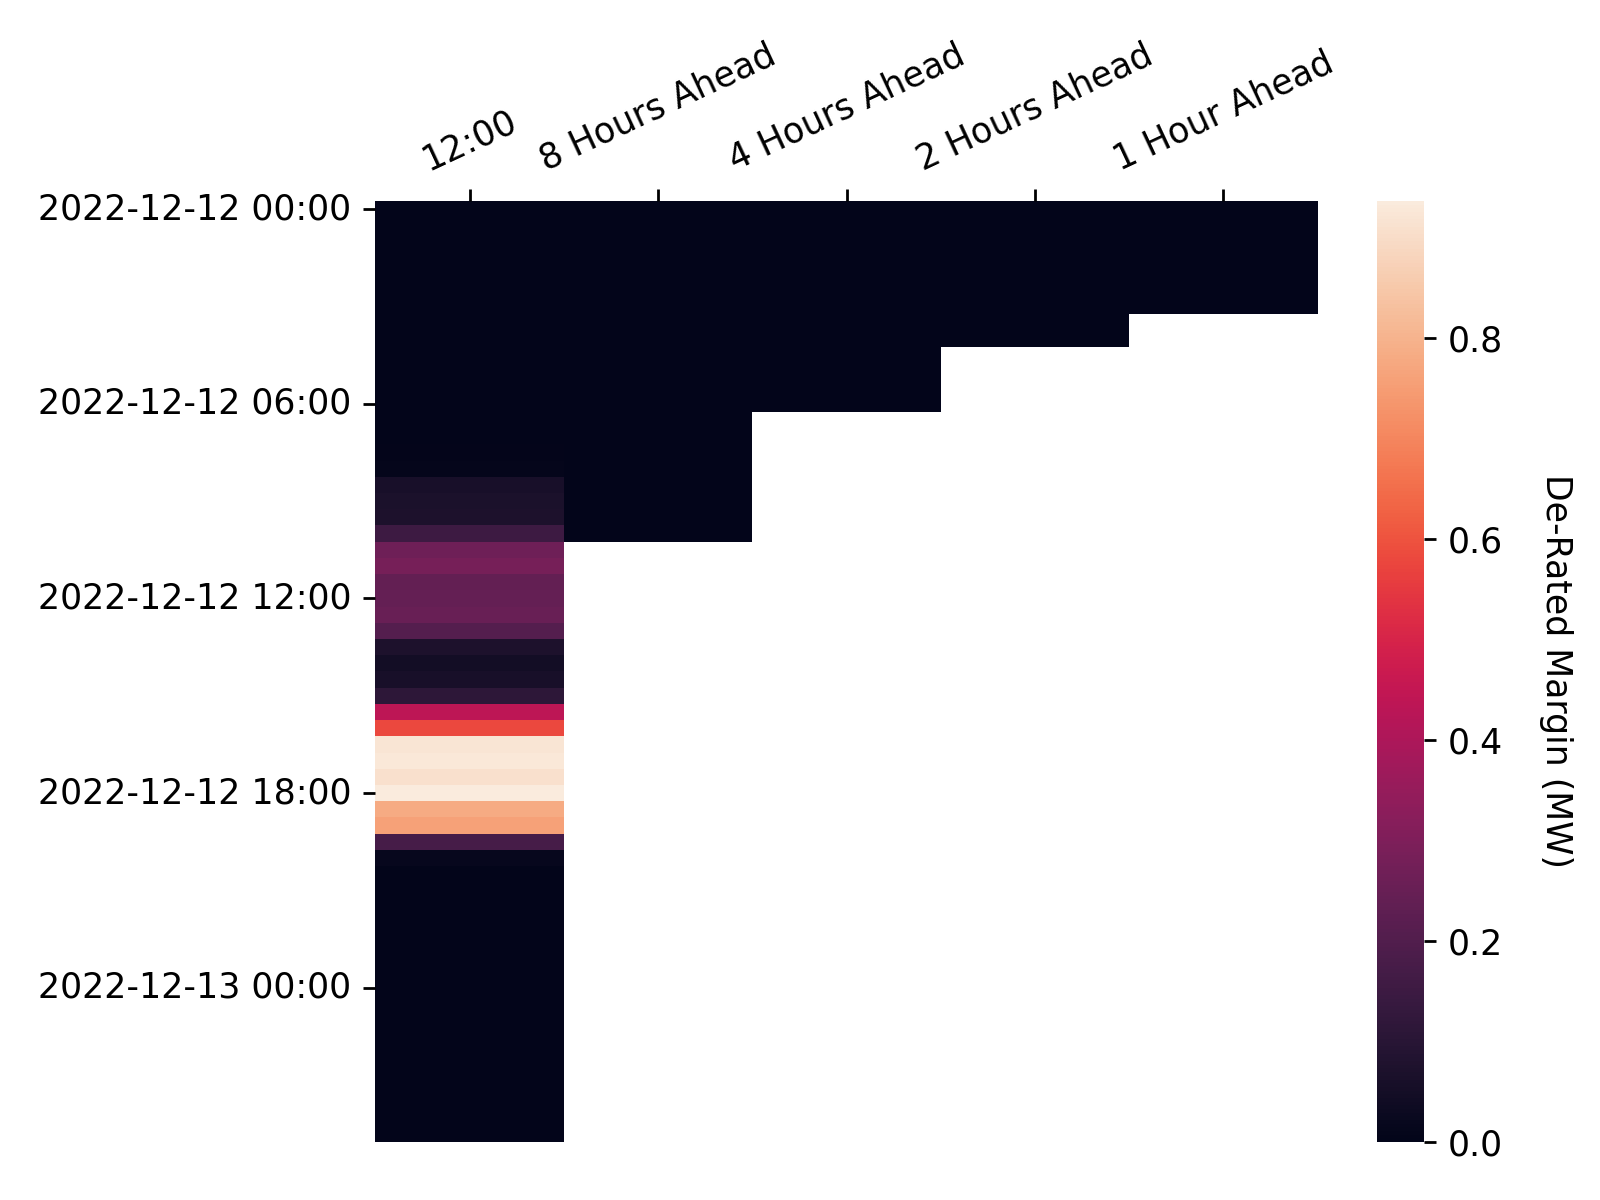 12:00
8 Hours Ahead
4 Hours Ahead
2 Hours Ahead
1 Hour Ahead
2022-12-12 00:00
2022-12-12 06:00
2022-12-12 12:00
2022-12-12 18:00
2022-12-13 00:00
0.8
0.6
0.4
0.2
0.0
De-Rated Margin (MW)